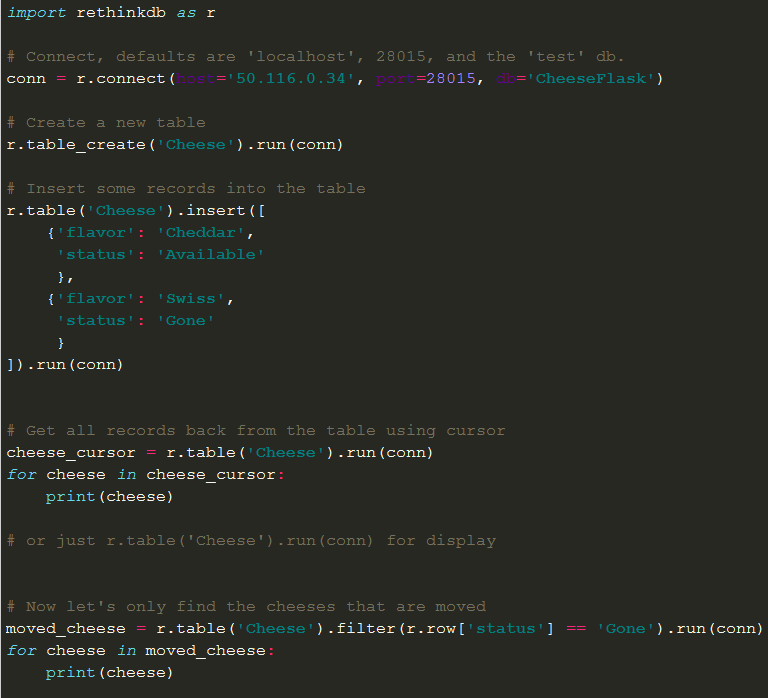 import rethinkdb as r
# Connect, defaults are 'localhost', 28015, and the 'test' db.
conn = r.connect(host='50.116.0.34', port=28015, db='CheeseFlask')
# Create a new table
r.table_create('Cheese').run(conn)
# Insert some records into the table
r.table('Cheese').insert([
    {'flavor': 'Cheddar',
     'status': 'Available'
     },
    {'flavor': 'Swiss',
     'status': 'Gone'
     }
]).run(conn)
# Get all records back from the table using cursor
cheese_cursor = r.table('Cheese').run(conn)
for cheese in cheese_cursor:
    print(cheese)
# or just r.table('Cheese').run(conn) for display
# Now let's only find the cheeses that are moved
moved_cheese = r.table('Cheese').filter(r.row['status'] == 'Gone').run(conn)
for cheese in moved_cheese:
    print(cheese)